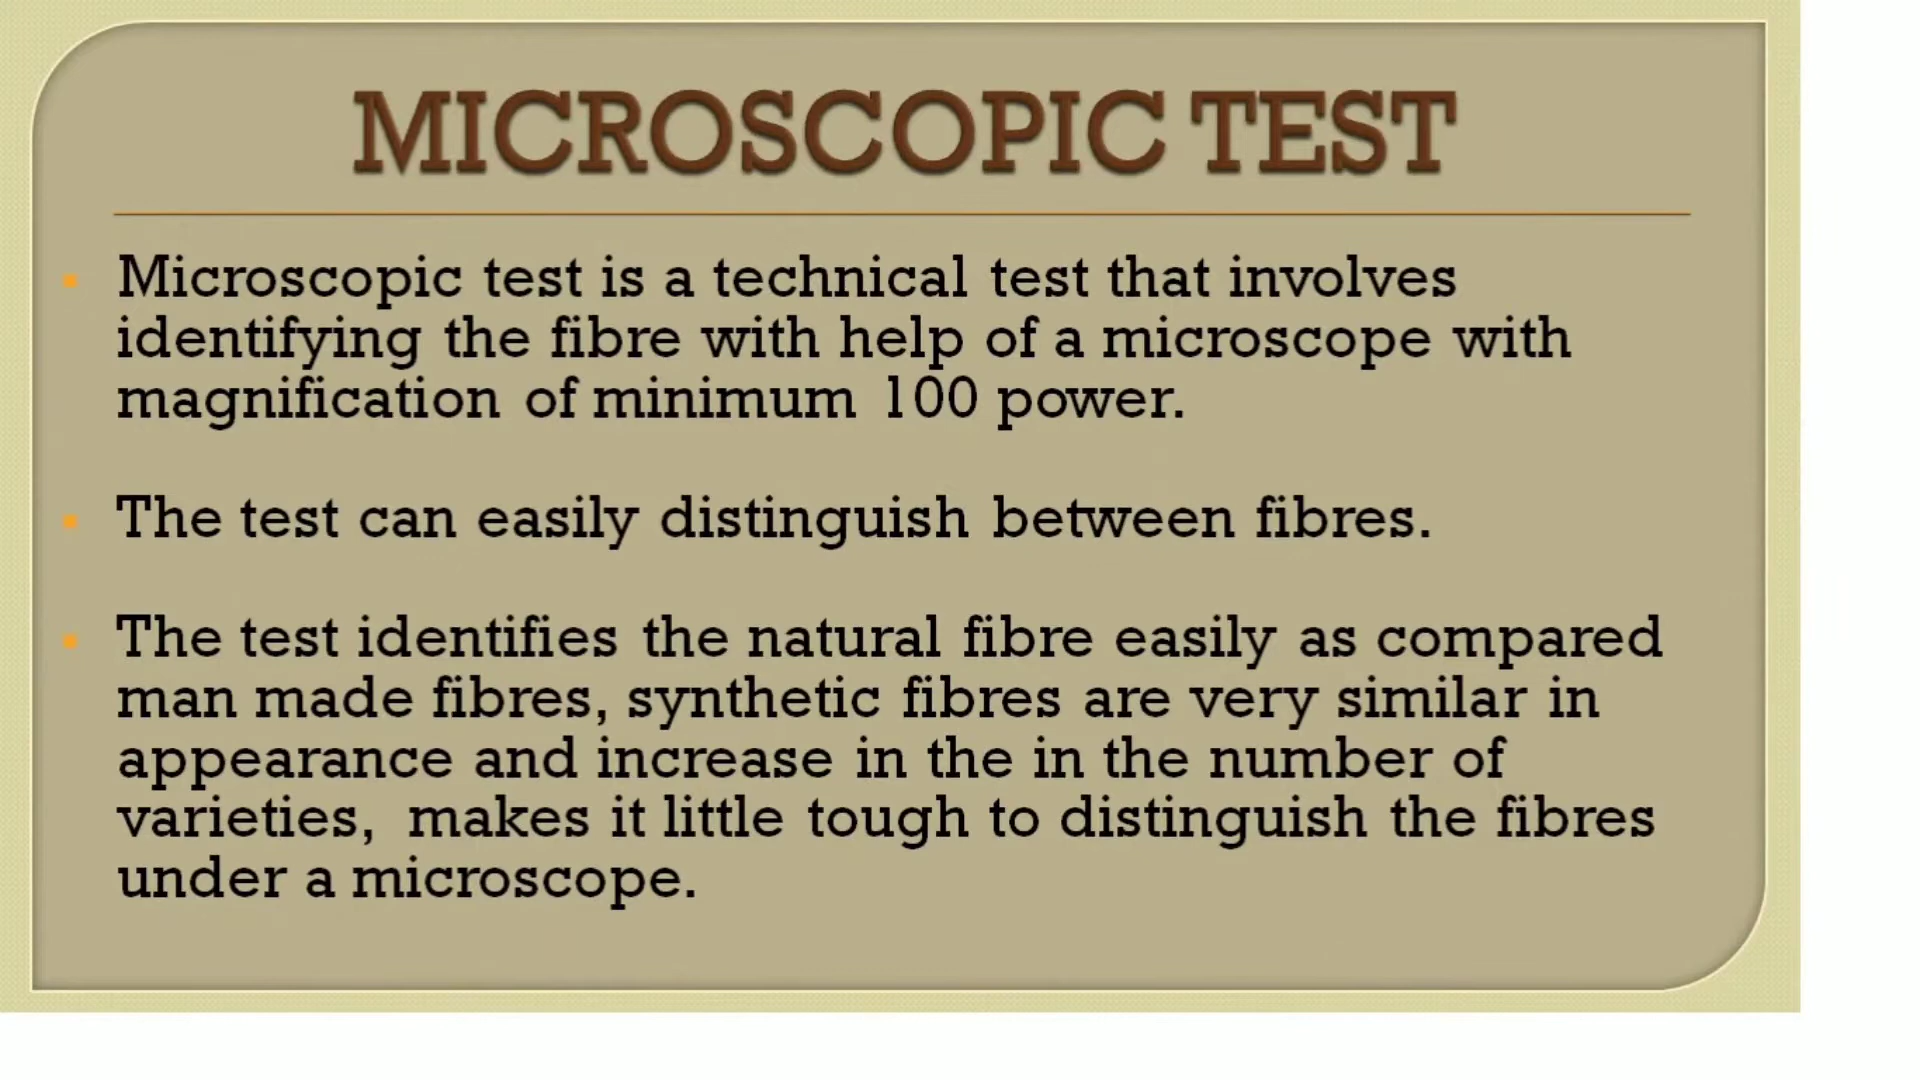 MICROSCOPIC TEST
Microscopic test is a technical test that involves
identifying the fibre with help of a microscope with
magnification of minimum 100 power.
The test can easily distinguish between fibres.
The test identifies the natural fibre easily as compared
man made fibres, synthetic fibres are very similar in
appearance and increase in the in the number of
varieties, makes it little tough to distinguish the fibres
under a microscope.